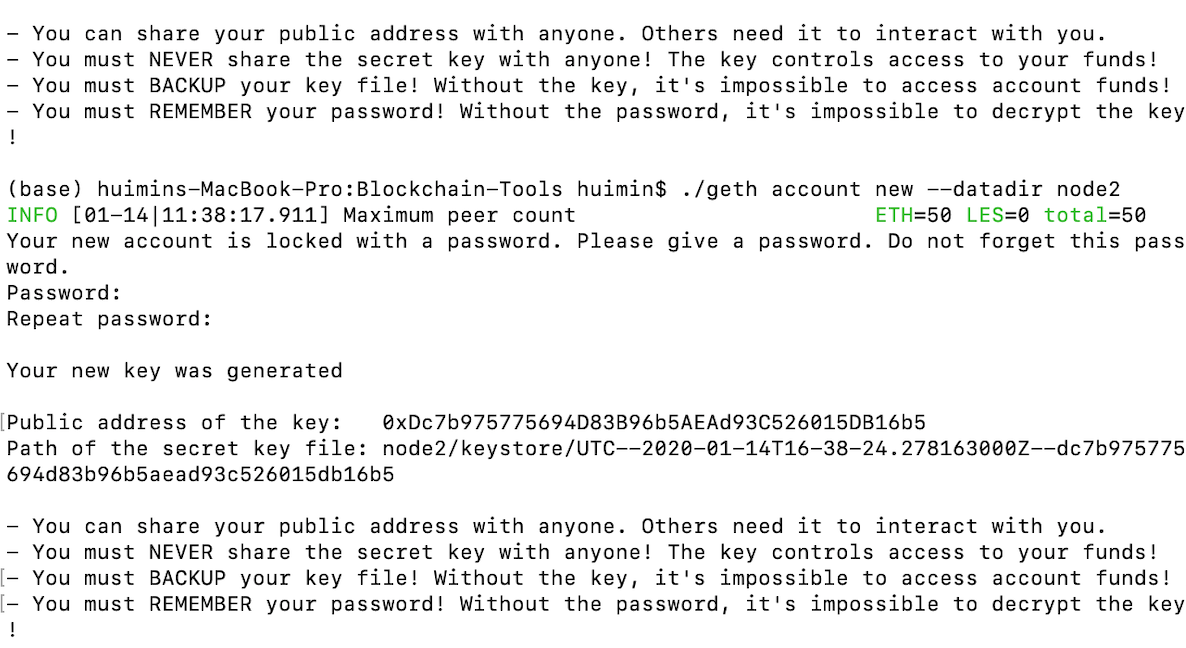 - You can share your public address with anyone. Others need it to interact with you.
- You must NEVER share the secret key with anyone! The key controls access to your funds!
- You must BACKUP your key file! Without the key, it's impossible to access account funds!
- You must REMEMBER your password! Without the password, it's impossible to decrypt the key
!
(base) huimins-MacBook-Pro:Blockchain-Tools huimin$ ./geth account new --datadir node2
INFO [01-14|11:38:17.911] Maximum peer count                       ETH=50 LES=0 total=50
Your new account is locked with a password. Please give a password. Do not forget this pass
word.
Password:
Repeat password:
Your new key was generated
[Public address of the key:   0xDc7b975775694D83B96b5AEAd93C526015DB16b5
Path of the secret key file: node2/keystore/UTC--2020-01-14T16-38-24.278163000Z--dc7b975775
694d83b96b5aead93c526015db16b5
- You can share your public address with anyone. Others need it to interact with you.
- You must NEVER share the secret key with anyone! The key controls access to your funds!
[- You must BACKUP your key file! Without the key, it's impossible to access account funds!
[- You must REMEMBER your password! Without the password, it's impossible to decrypt the key
!